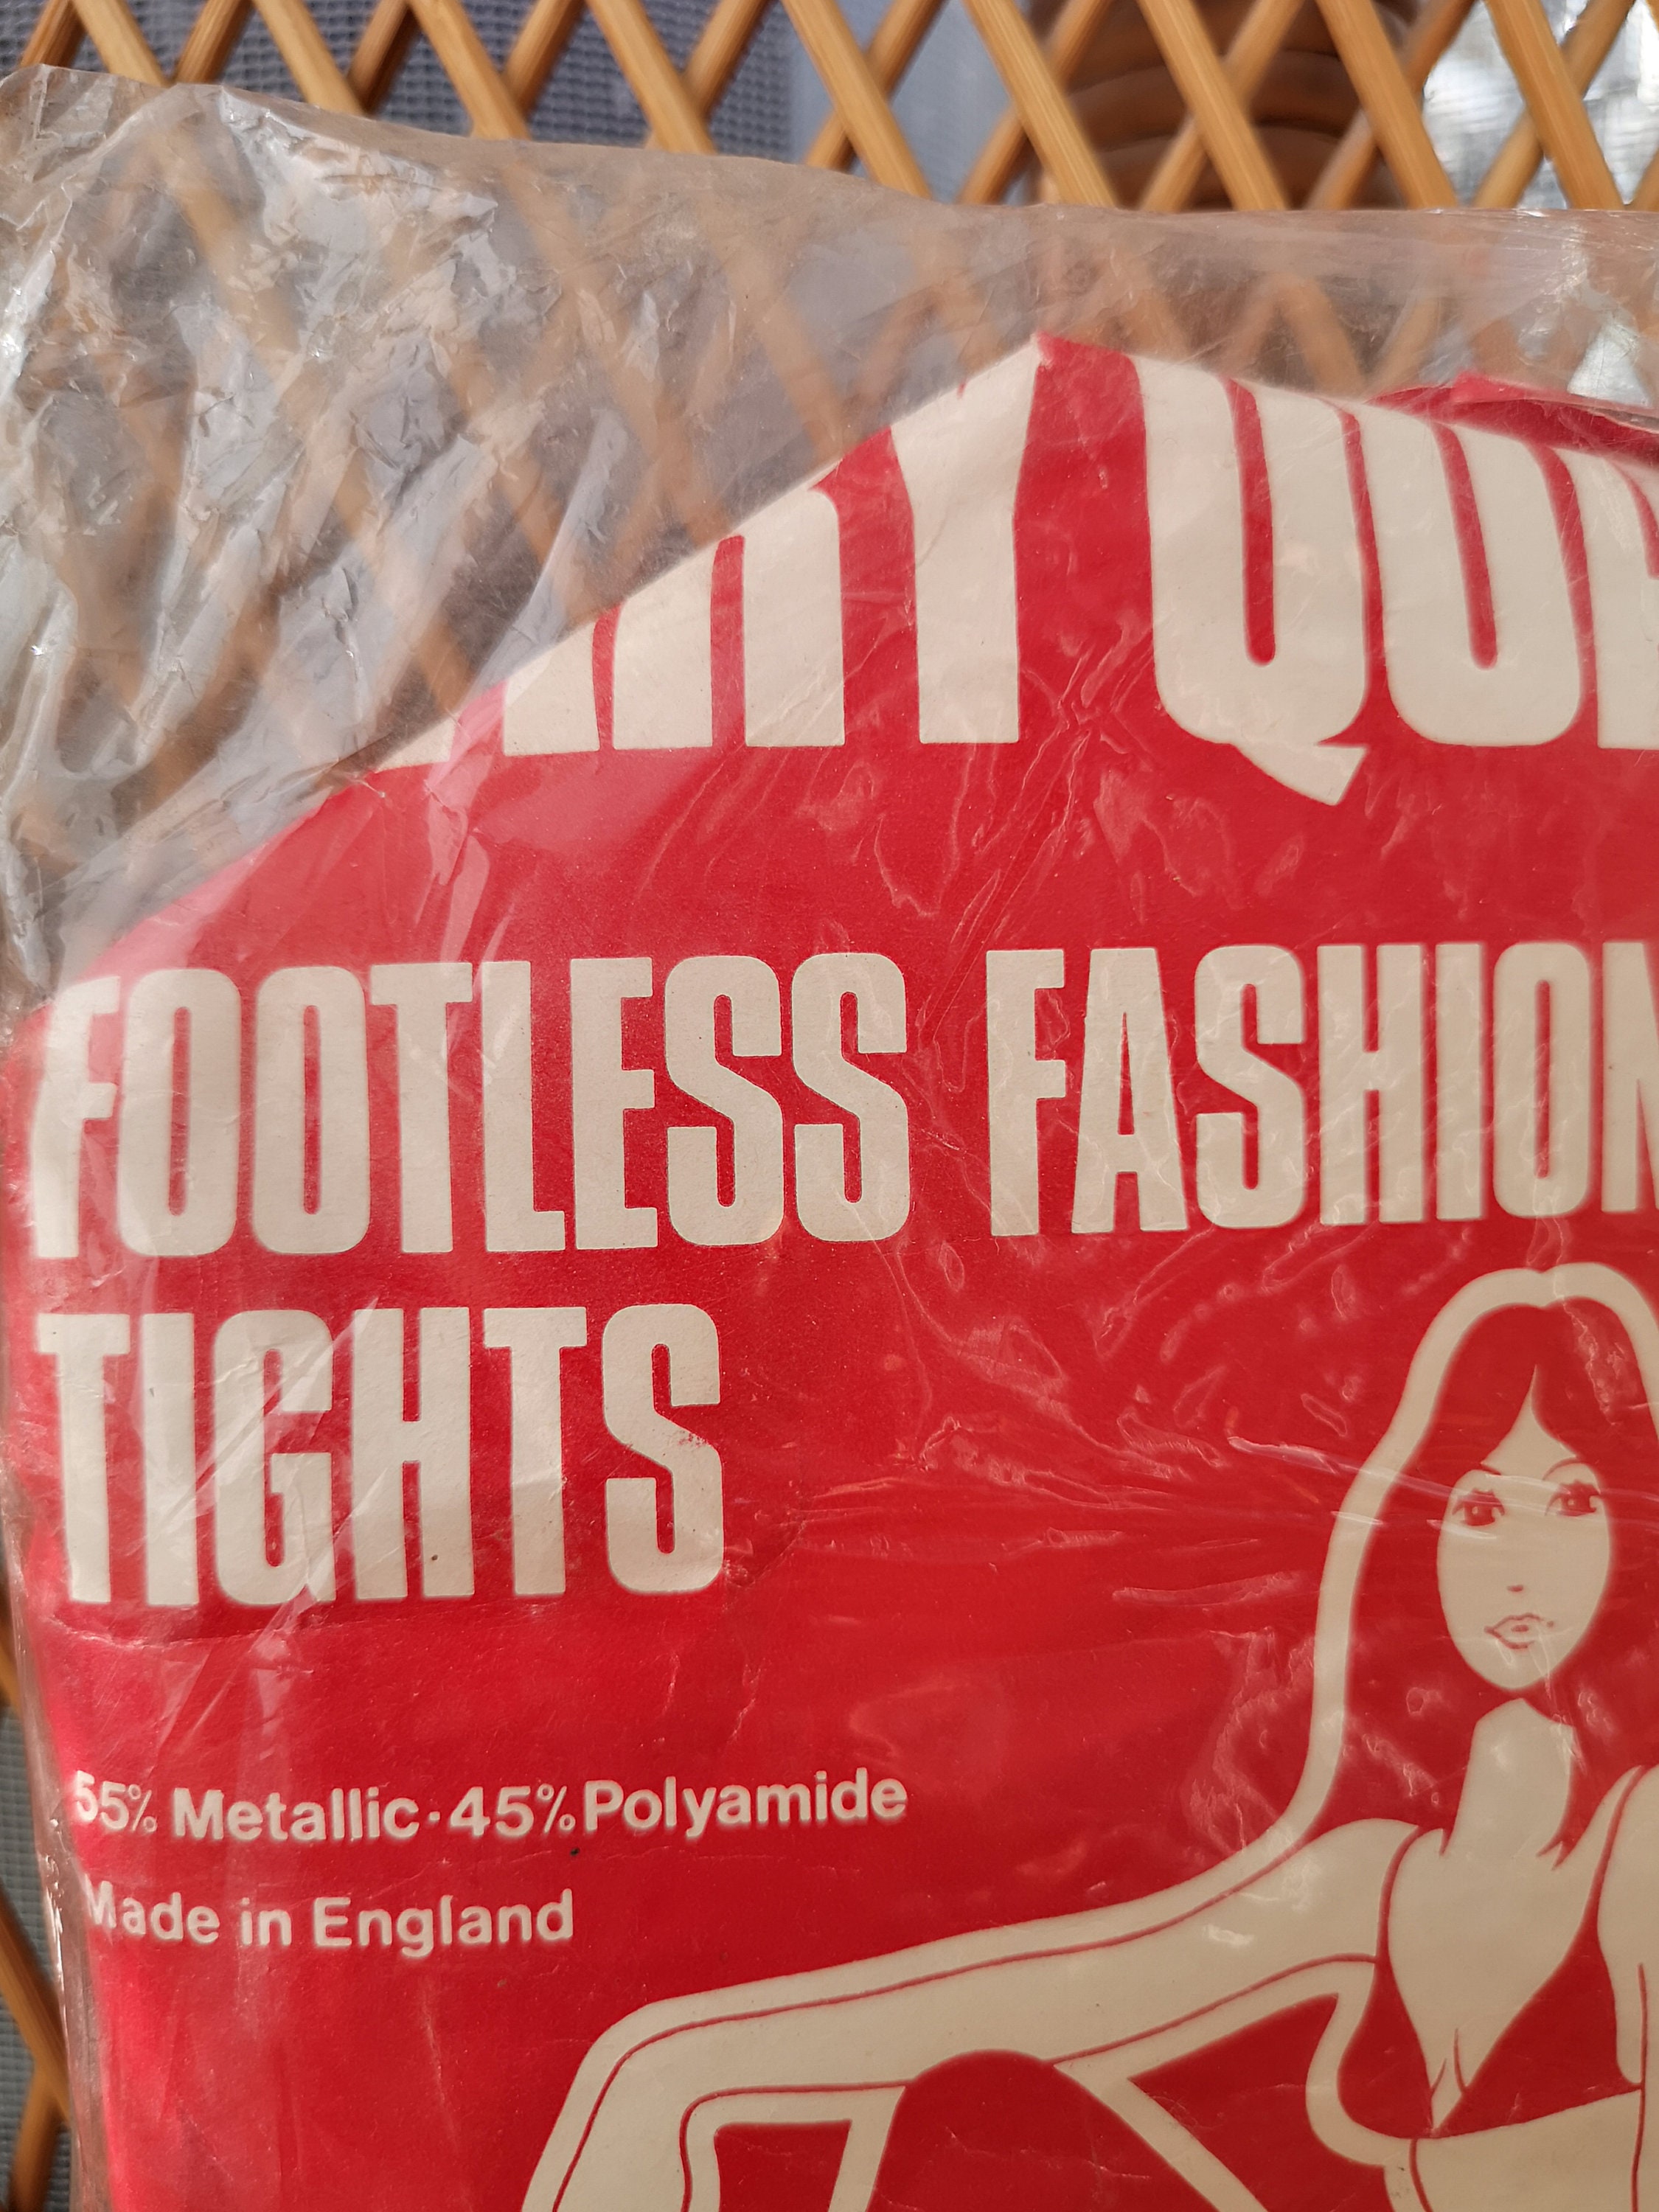 FOOTLESS FASHION
TIGHTS
55% Metallic·45% Polyamide
Made in England